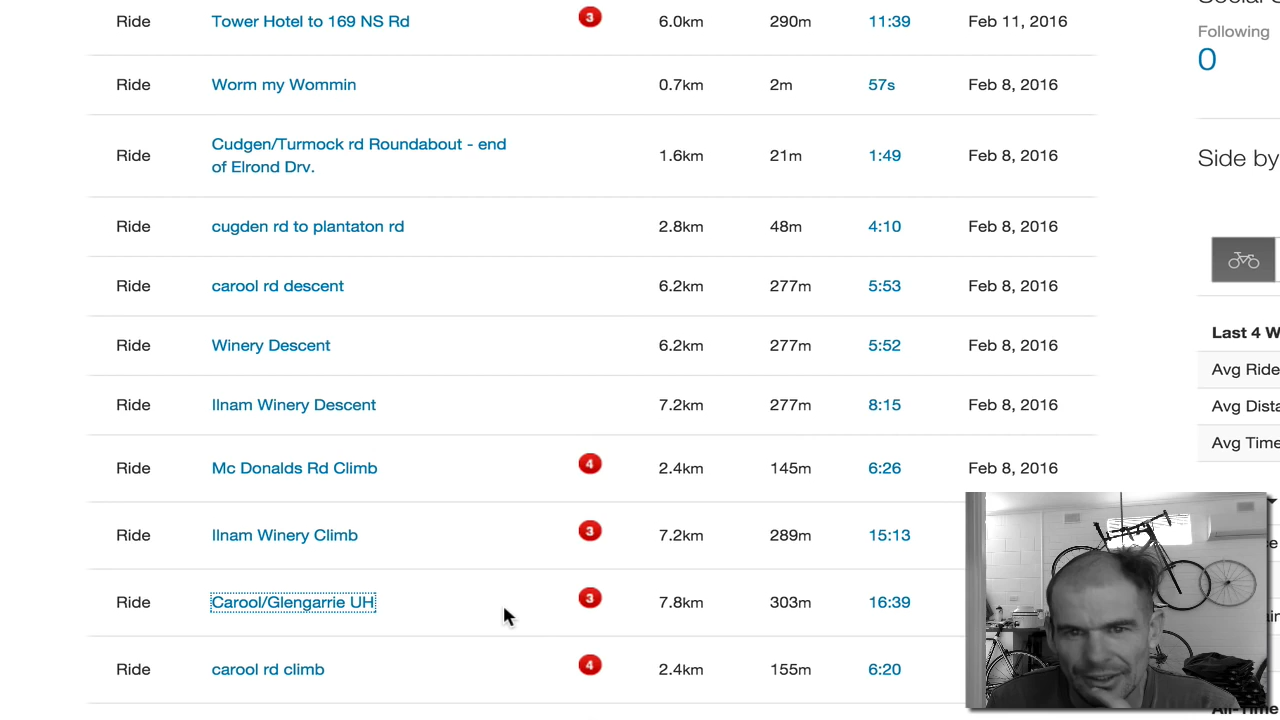 Following
Ride Tower Hotel to 169 NS Rd 3 6.0km 290m 11:39 Feb 11, 2016
0
Ride Worm my Wommin 0.7km 2m 57s Feb 8, 2016
Ride Cudgen/Turmock rd Roundabout - end 1.6km 21m 1:49 Feb 8, 2016
of Elrond Drv.
Side by
Ride cugden rd to plantaton rd 2.8km 48m 4:10 Feb 8, 2016
Ride carool rd descent 6.2km 277m 5:53 Feb 8, 2016
Last 4 W
Ride Winery Descent 6.2km 277m 5:52 Feb 8, 2016
Avg Ride
Ride Ilnam Winery Descent 7.2km 277m 8:15 Feb 8, 2016
Avg Dista
Avg Time
Ride Mc Donalds Rd Climb 4 2.4km 145m 6:26 Feb 8, 2016
Ride Ilnam Winery Climb 3 7.2km 289m 15:13
Ride Carool/Glengarrie UH 3 7.8km 303m 16:39
Ride carool rd climb 4 2.4km 155m 6:20
All-Time